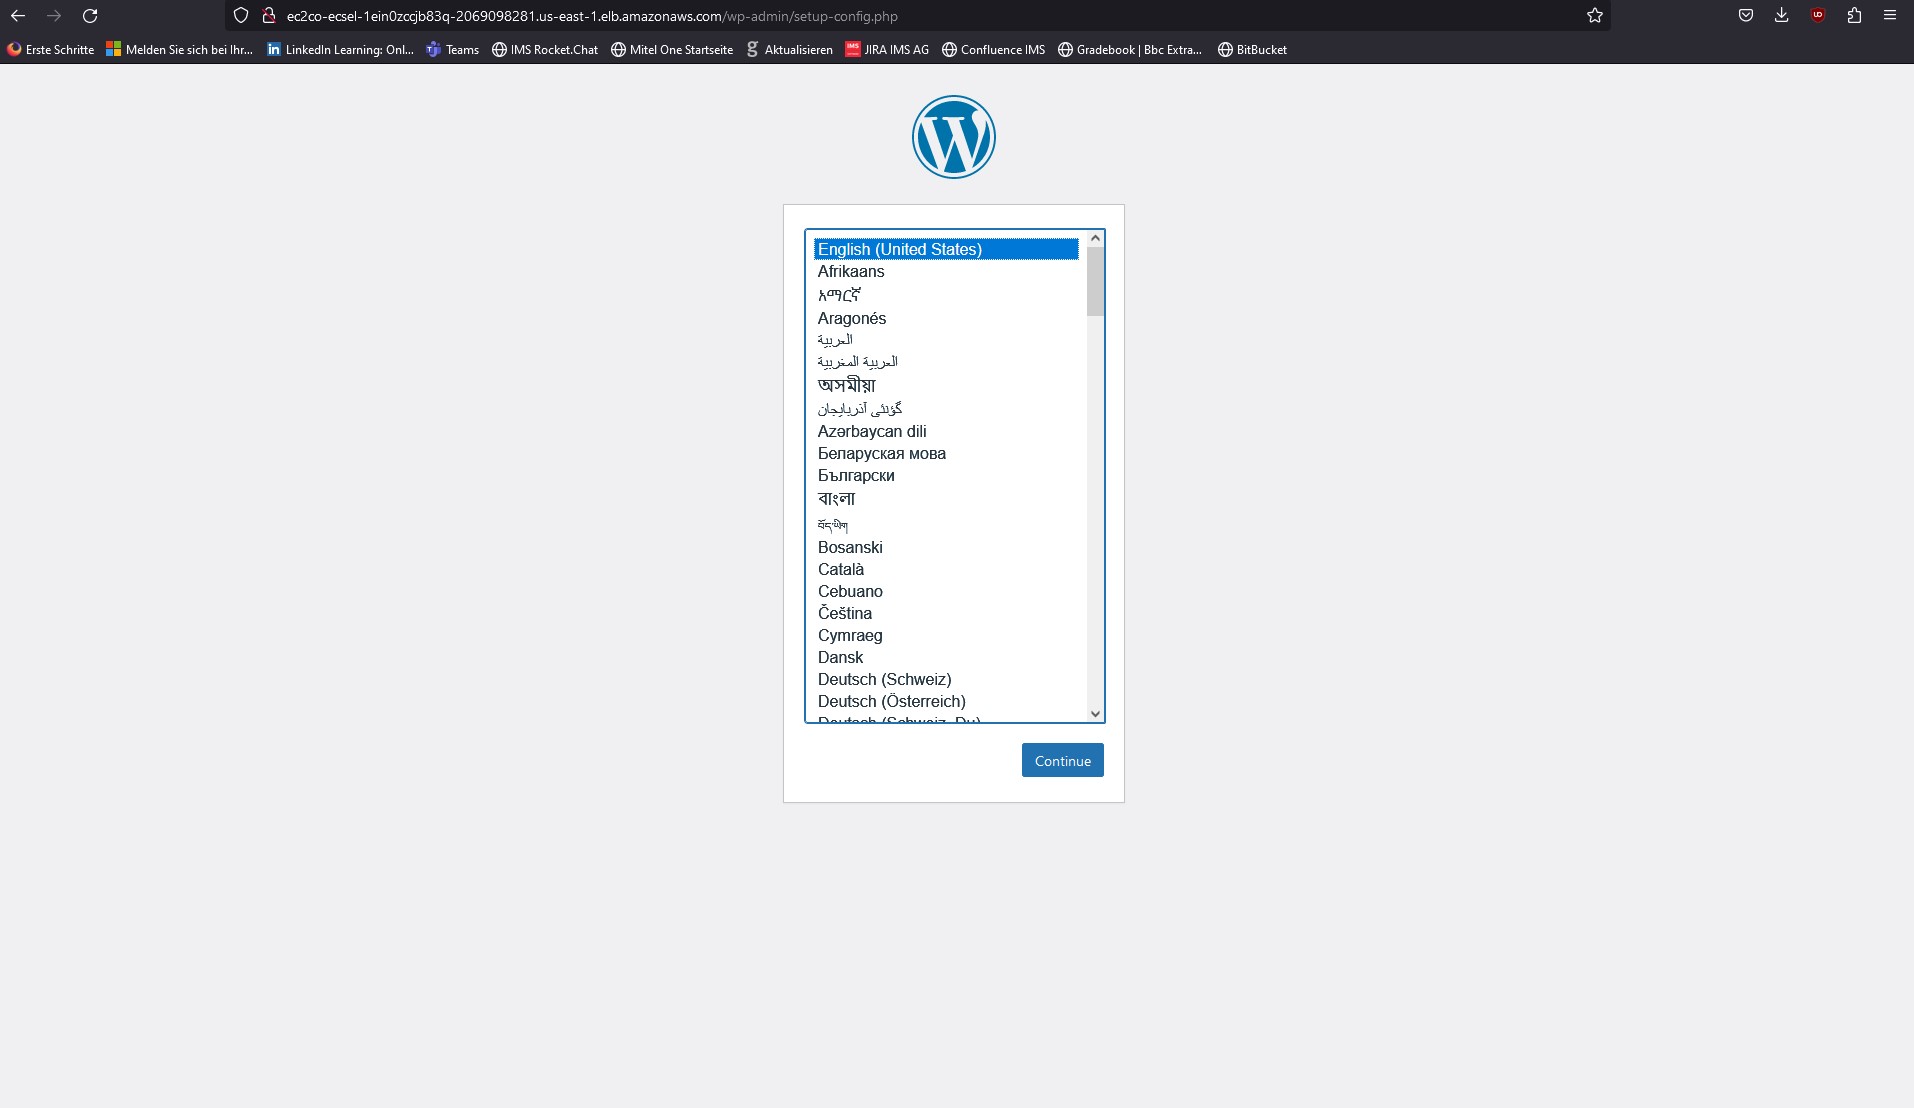 ec2co-ecsel-1ein0zccjb83q-2069098281.us-east-1.elb.amazonaws.com/wp-admin/setup-config.php
Erste Schritte Melden Sie sich bei Ihr... LinkedIn Learning: Onl... Teams IMS Rocket.Chat Mitel One Startseite Aktualisieren JIRA IMS AG Confluence IMS Gradebook | Bbc Extra... BitBucket
English (United States)
Afrikaans
አማርኛ
Aragonés
العربية
العربية المغربية
অসমীয়া
گؤنئی آذربایجان
Azərbaycan dili
Беларуская мова
Български
বাংলা
བོད་ཡིག
Bosanski
Català
Cebuano
Čeština
Cymraeg
Dansk
Deutsch (Schweiz)
Deutsch (Österreich)
Deutsch (Schweiz, Du)
Continue